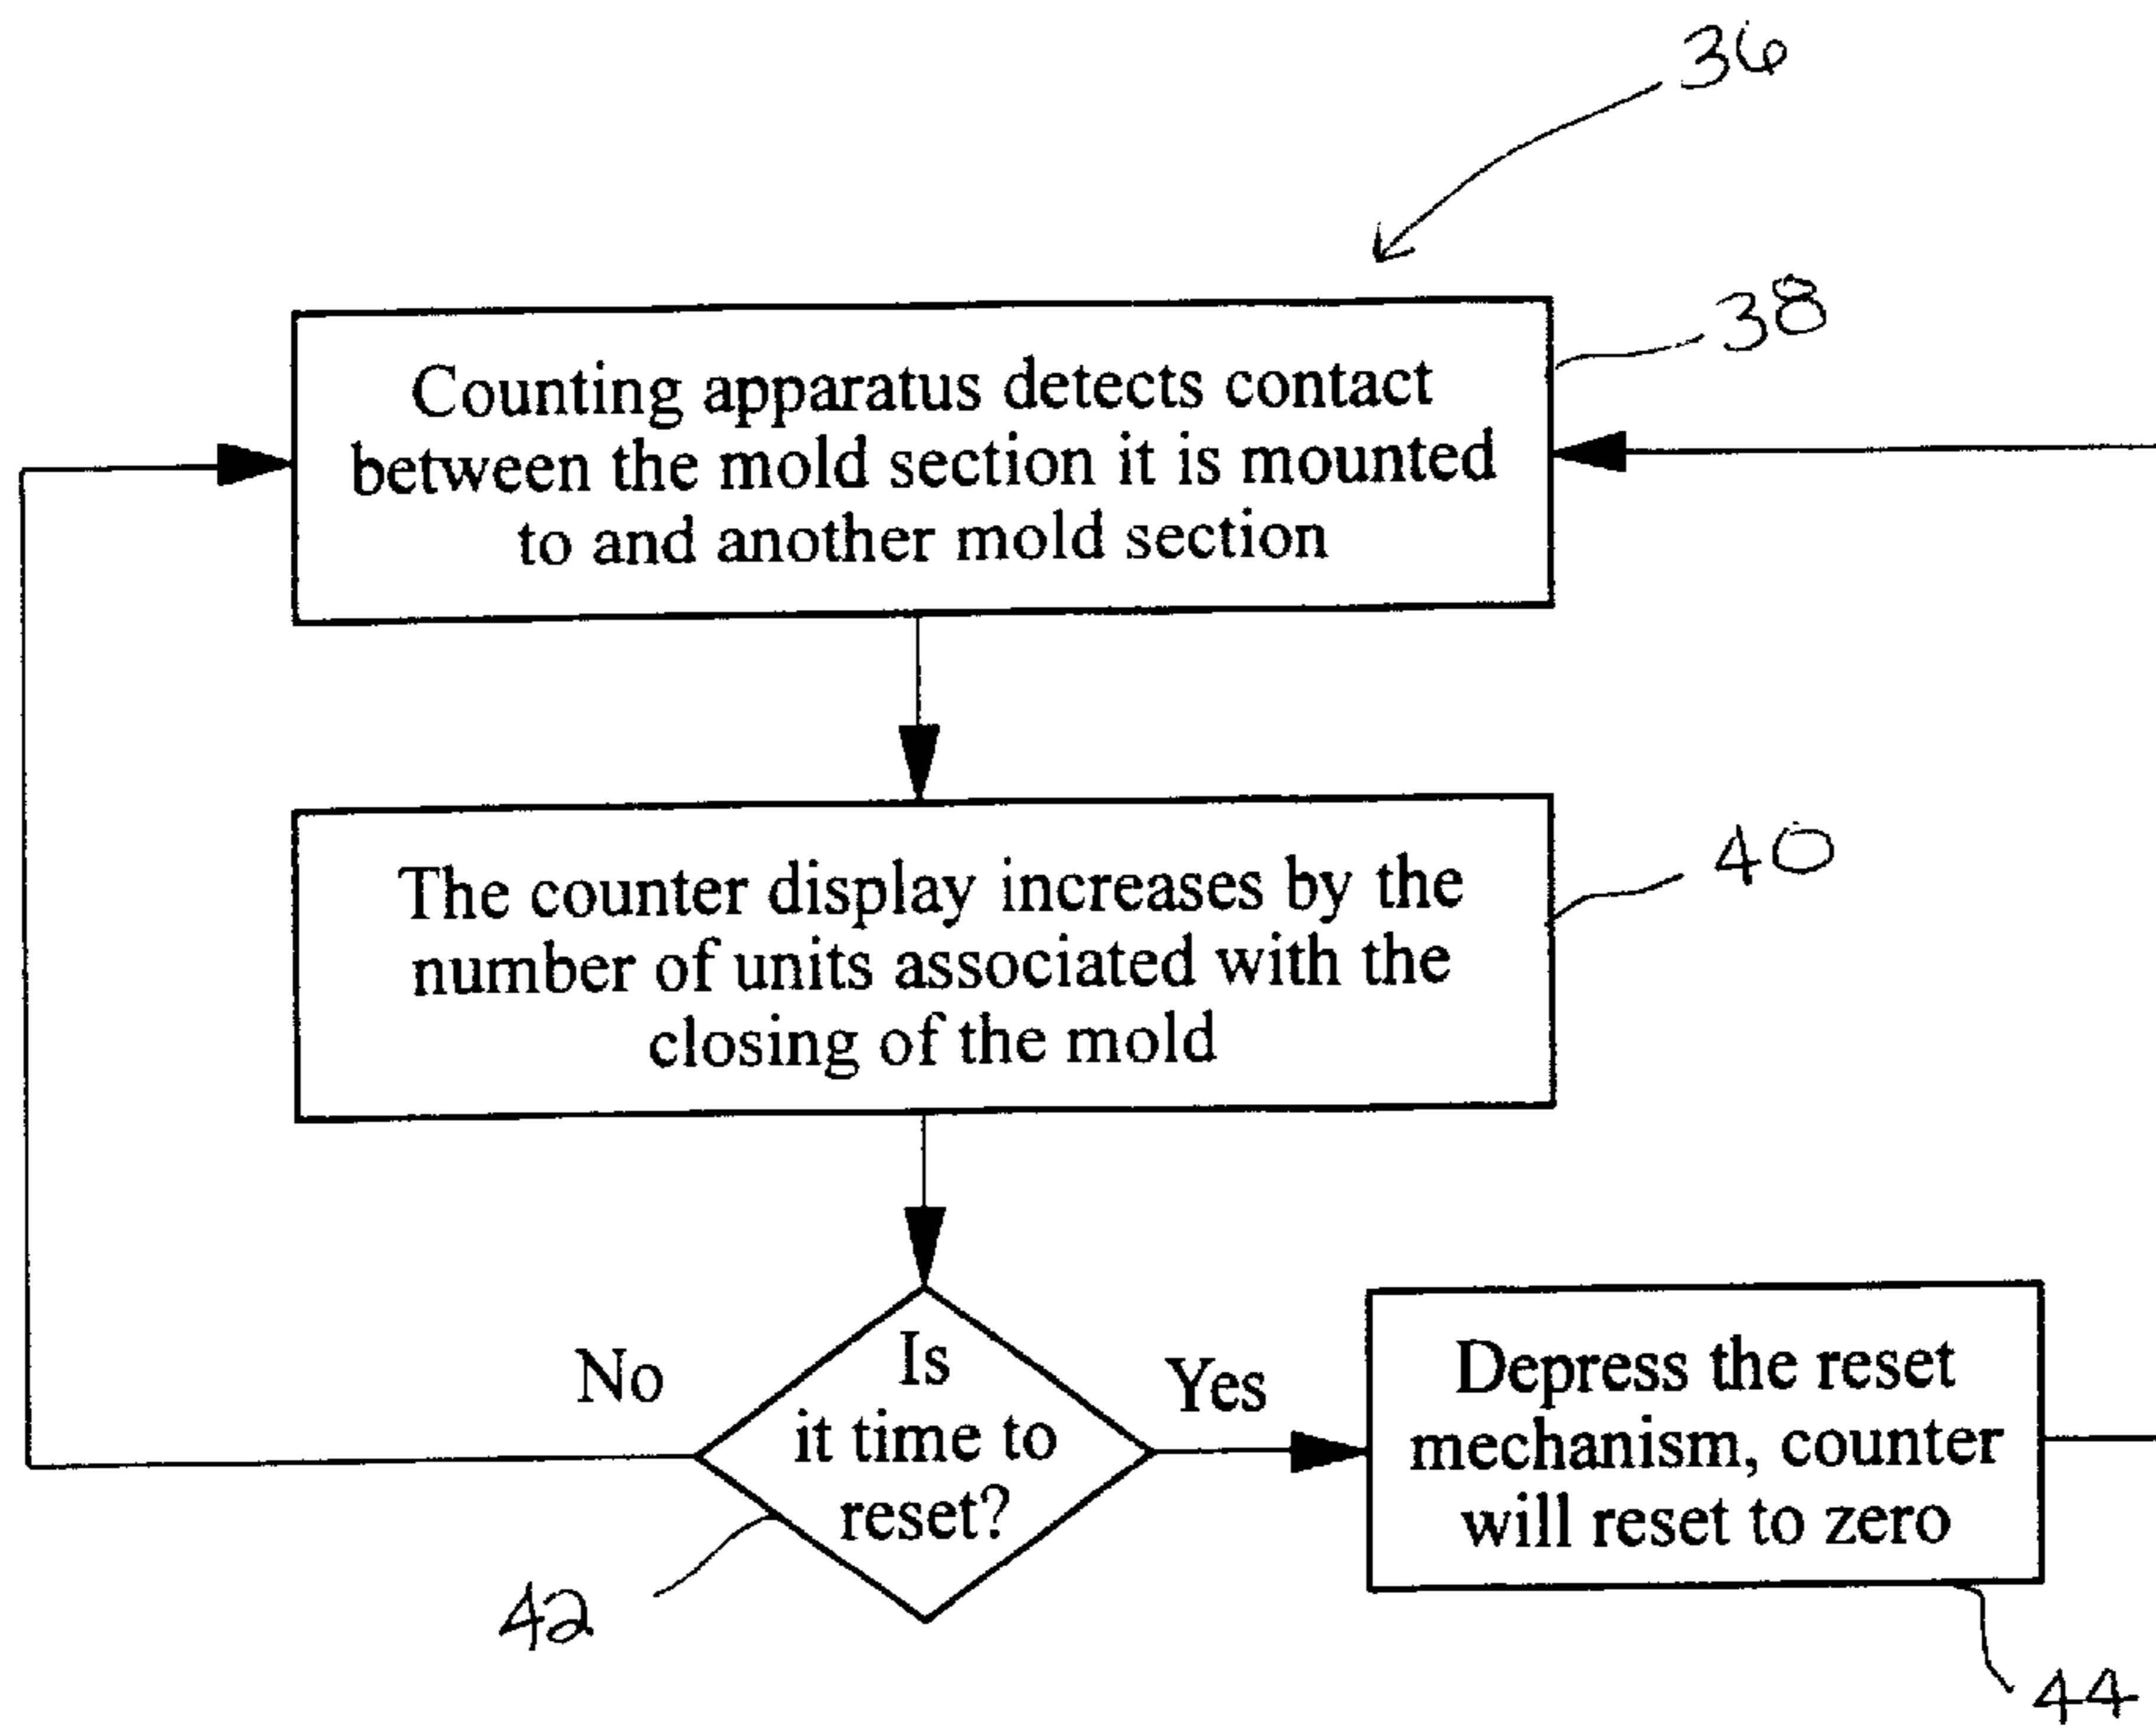 36
38
Counting apparatus detects contact
between the mold section it is mounted
to and another mold section
40
The counter display increases by the
number of units associated with the
closing of the mold
No
Is
it time to
reset?
Yes
Depress the reset
mechanism, counter
will reset to zero
42
44